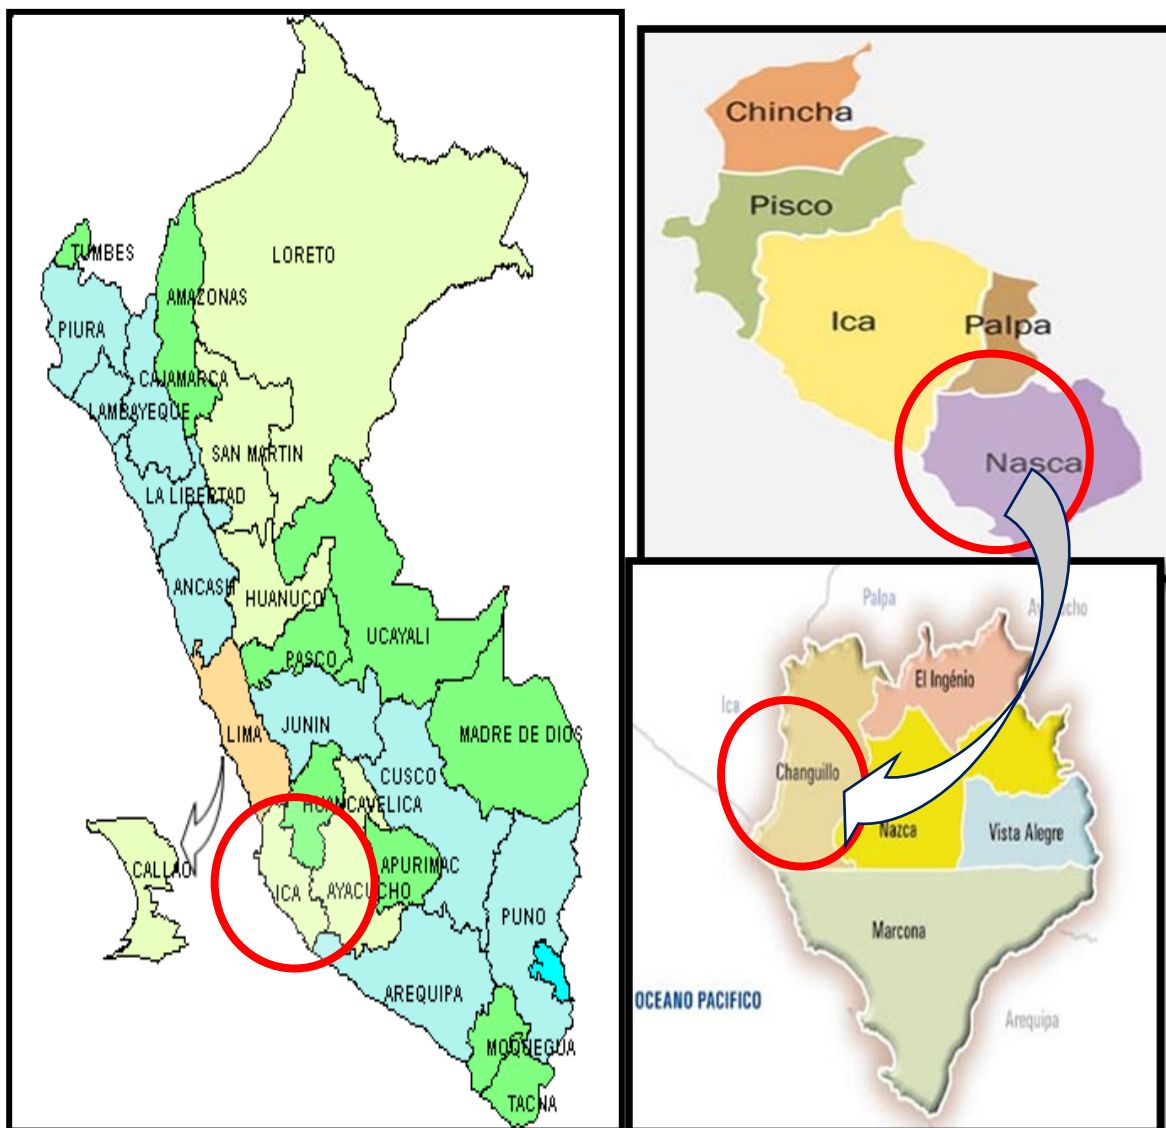 LORETO
TUMBES
AMAZONAS
PIURA
CAJAMARCA
LAMBAYEQUE
SAN MARTIN
LA LIBERTAD
ANCASH
HUANUCO
UCAYALI
PASCO
LIMA
JUNIN
MADRE DE DIOS
CUSCO
HUANCAVELICA
CALLAO
APURIMAC
ICA
AYACUCHO
PUNO
AREQUIPA
MOQUEGUA
TACNA
Chincha
Pisco
Ica
Palpa
Nasca
Palpa
El Ingénio
Ica
Changuillo
Nazca
Vista Alegre
Marcona
OCEANO PACIFICO
Arequipa